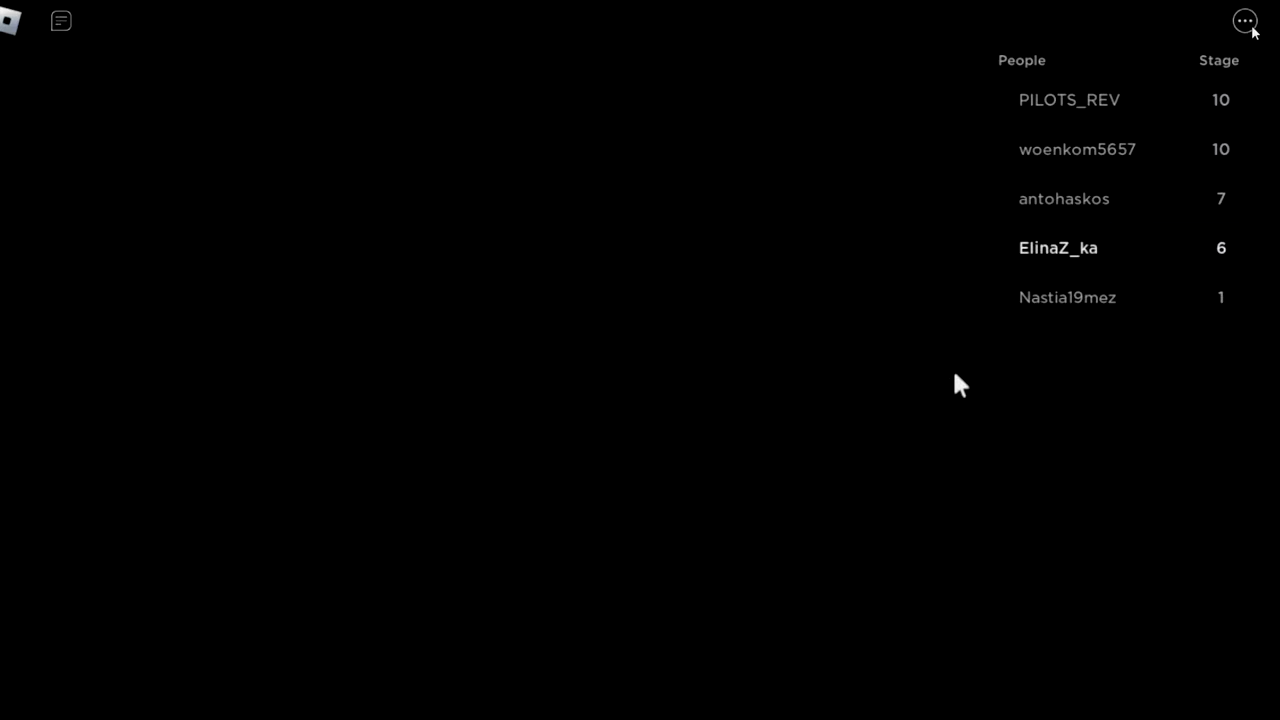 People Stage
PILOTS_REV 10
woenkom5657 10
antohaskos 7
ElinaZ_ka 6
Nastia19mez 1